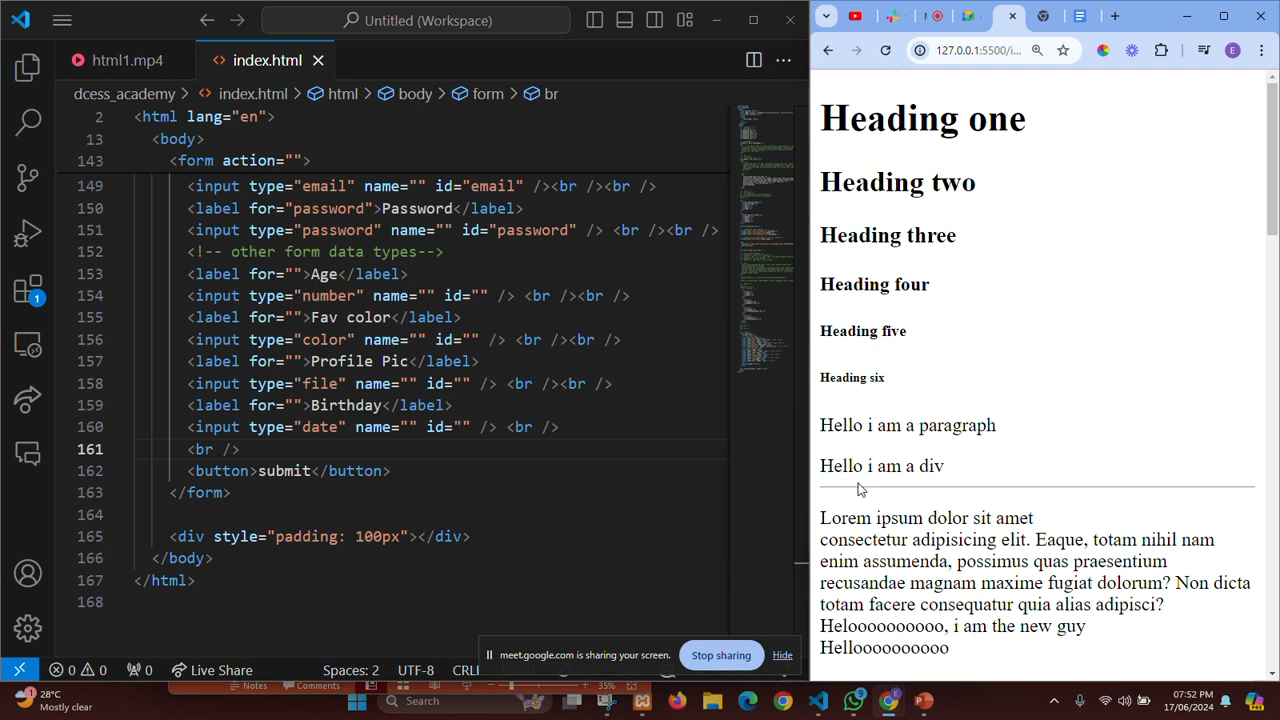 Untitled (Workspace)
html1.mp4
index.html
dcess_academy > index.html > html > body > form > br
2 <html lang="en">
13 <body>
143 <form action="">
149 <input type="email" name="" id="email" /><br /><br />
150 <label for="password">Password</label>
151 <input type="password" name="" id="password" /> <br /><br />
152 <!-- other form data types-->
153 <label for="">Age</label>
154 <input type="number" name="" id="" /> <br /><br />
155 <label for="">Fav color</label>
156 <input type="color" name="" id="" /> <br /><br />
157 <label for="">Profile Pic</label>
158 <input type="file" name="" id="" /> <br /><br />
159 <label for="">Birthday</label>
160 <input type="date" name="" id="" /> <br />
161 <br />
162 <button>submit</button>
163 </form>
164
165 <div style="padding: 100px"></div>
166 </body>
167 </html>
168
1
meet.google.com is sharing your screen.
Stop sharing
Hide
0 0 0 Live Share Spaces: 2 UTF-8 CRL
127.0.0.1:5500/i...
E
Heading one
Heading two
Heading three
Heading four
Heading five
Heading six
Hello i am a paragraph
Hello i am a div
Lorem ipsum dolor sit amet
consectetur adipisicing elit. Eaque, totam nihil nam
enim assumenda, possimus quas praesentium
recusandae magnam maxime fugiat dolorum? Non dicta
totam facere consequatur quia alias adipisci?
Heloooooooooo, i am the new guy
Helloooooooooo
Notes Comments 35%
1
28°C
Mostly clear
Search
9
07:52 PM
17/06/2024